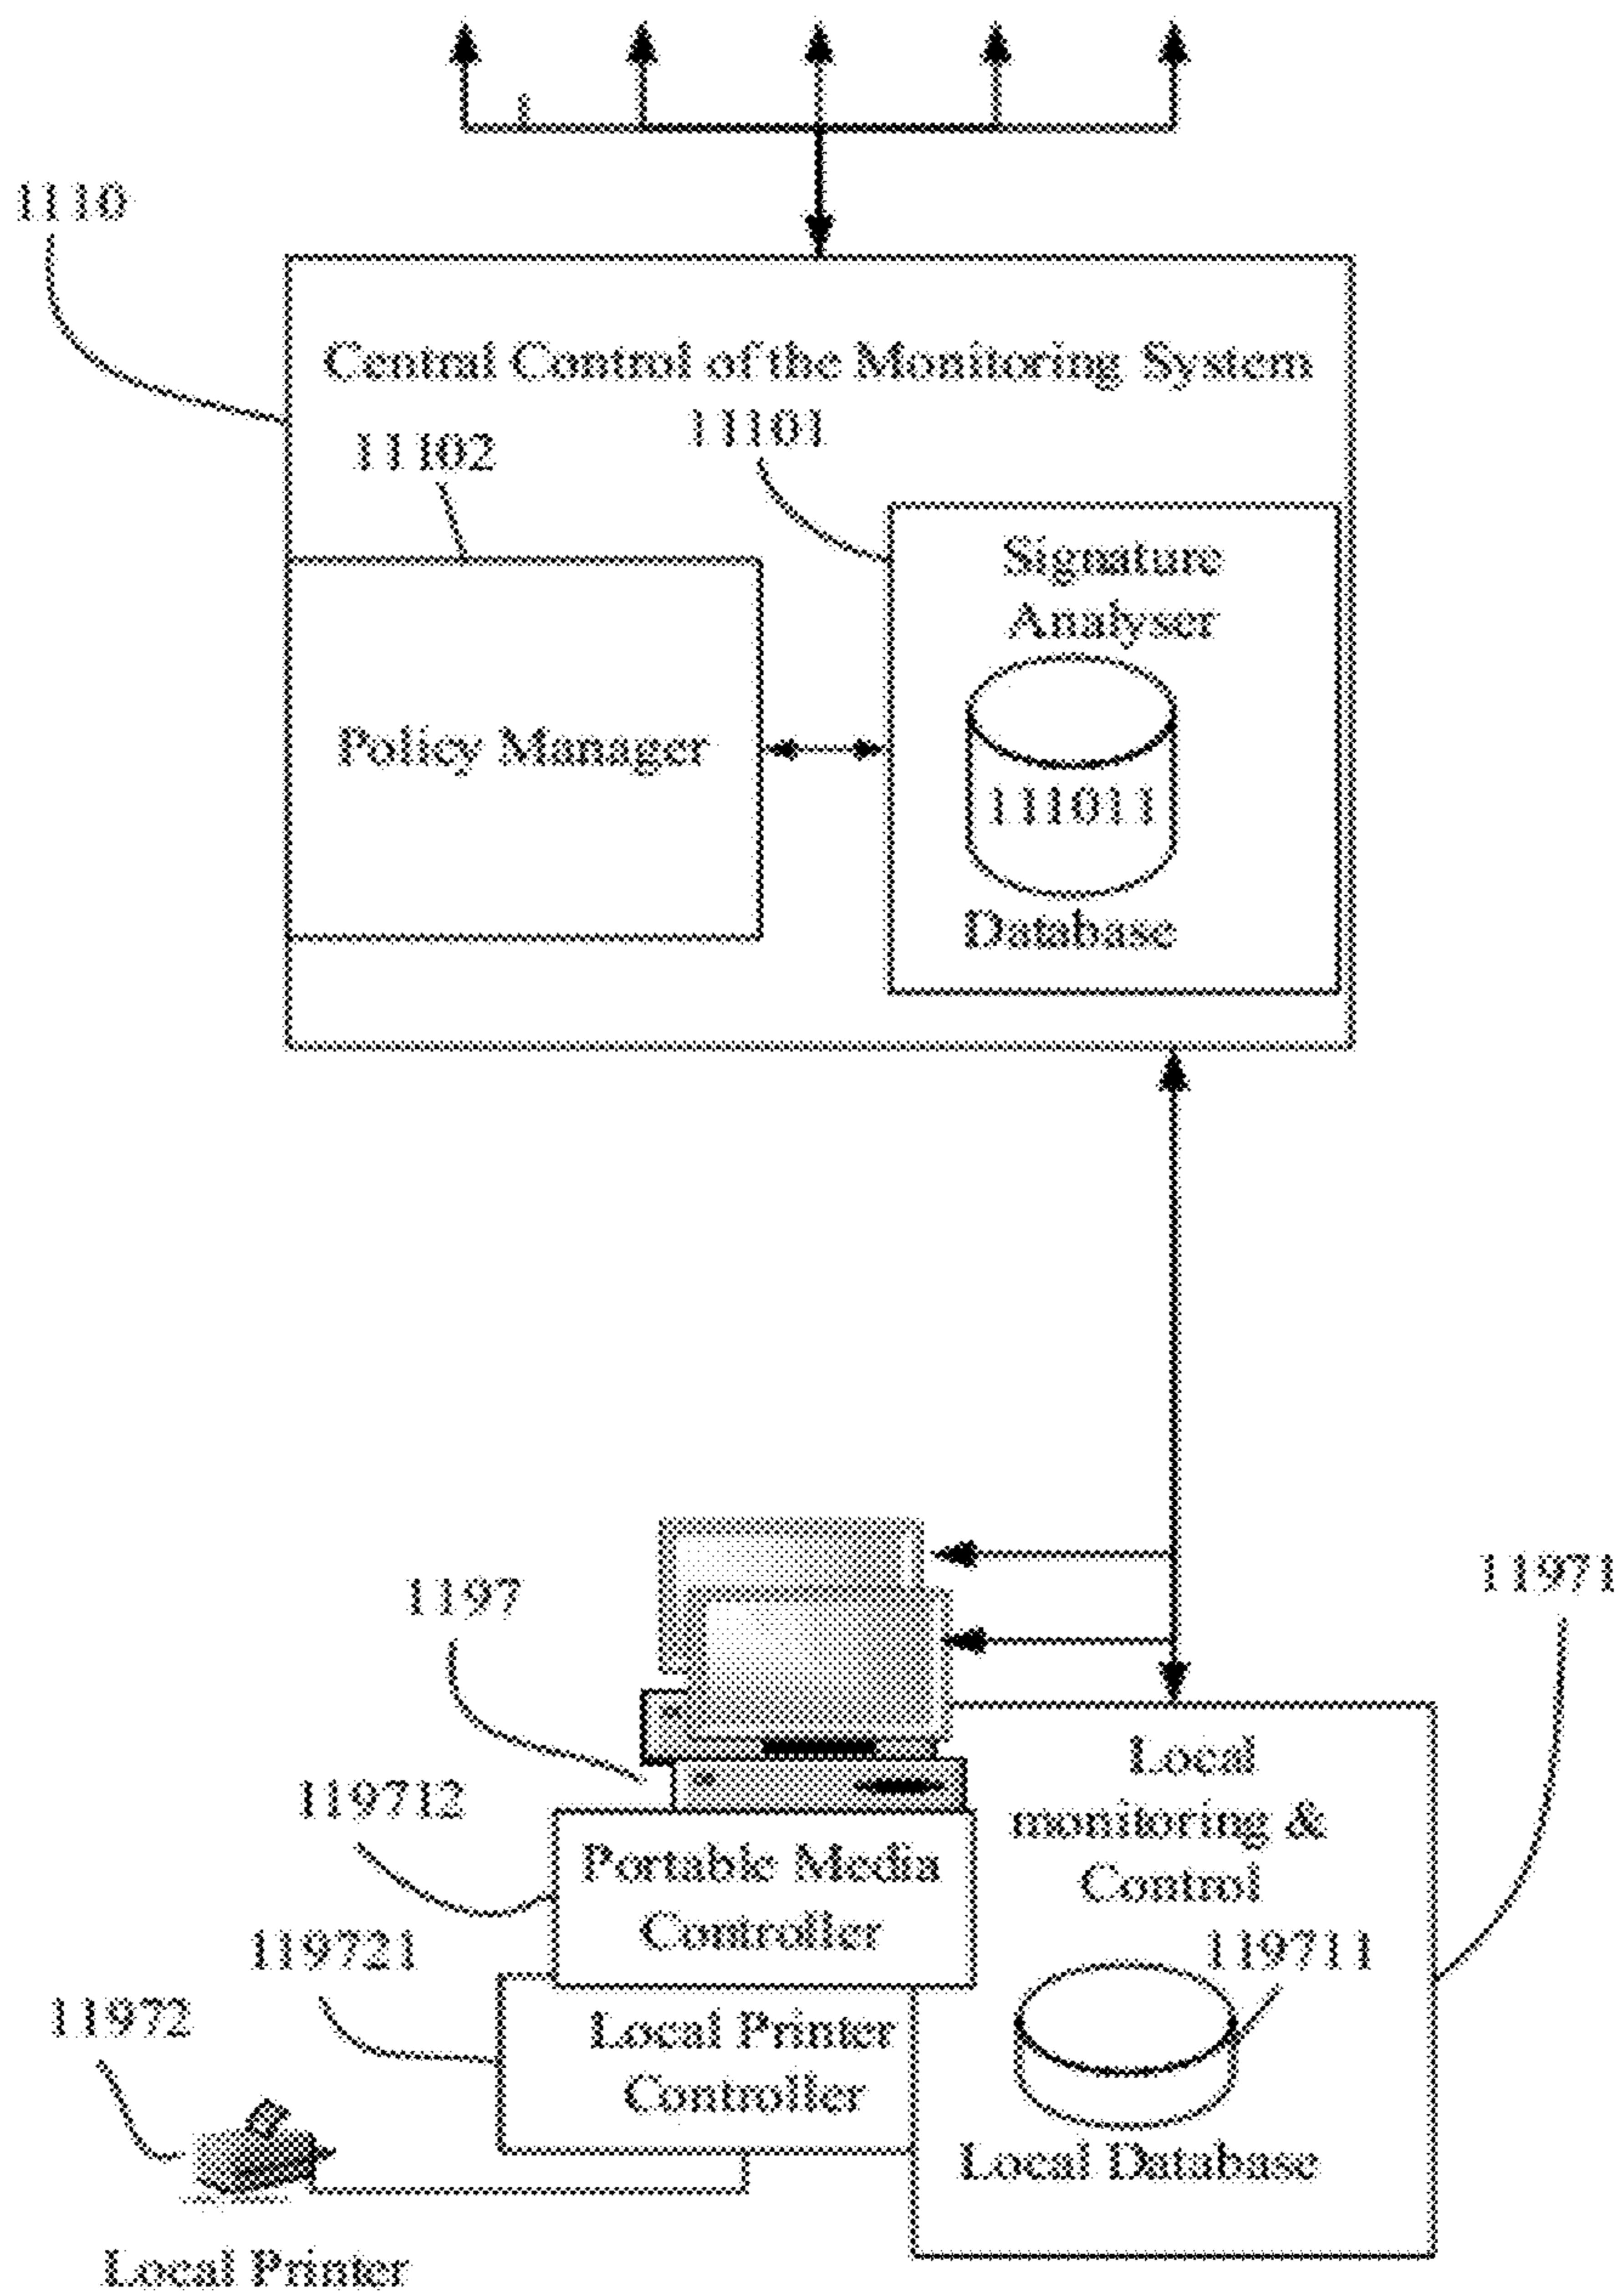 1110
Central Control of the Monitoring System
11101
11102
Signature
Analyser
Policy Manager
111011
Database
11971
1197
Local
monitoring &
Control
119712
Portable Media
Controller
119721
119711
11972
Local Printer
Controller
Local Database
Local Printer